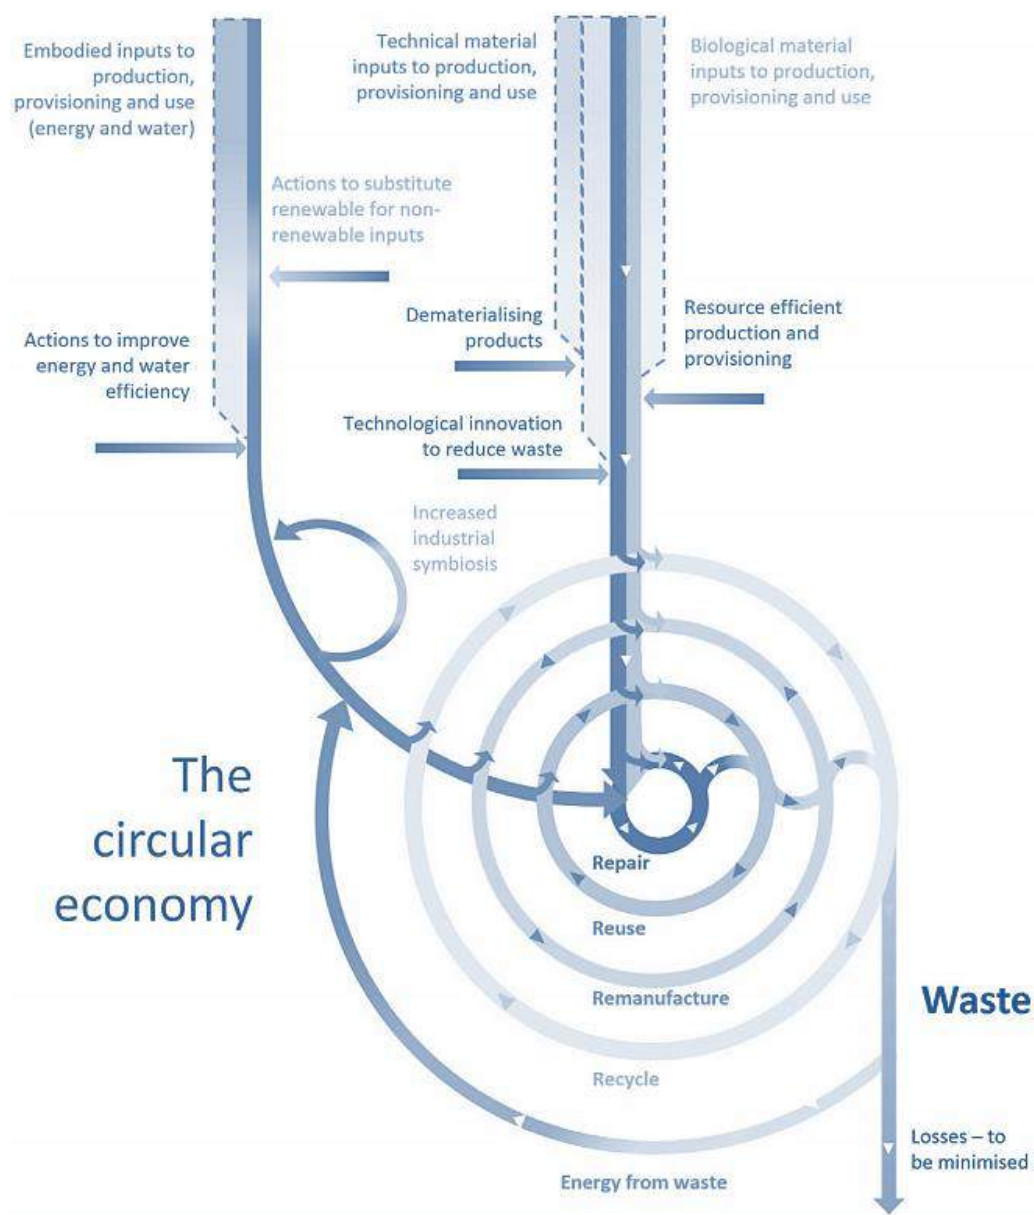 Embodied inputs to
production,
provisioning and use
(energy and water)
Technical material
inputs to production,
provisioning and use
Biological material
inputs to production,
provisioning and use
Actions to substitute
renewable for non-
renewable inputs
Actions to improve
energy and water
efficiency
Dematerialising
products
Resource efficient
production and
provisioning
Technological innovation
to reduce waste
Increased
industrial
symbiosis
The
circular
economy
Repair
Reuse
Remanufacture
Recycle
Energy from waste
Waste
Losses – to
be minimised